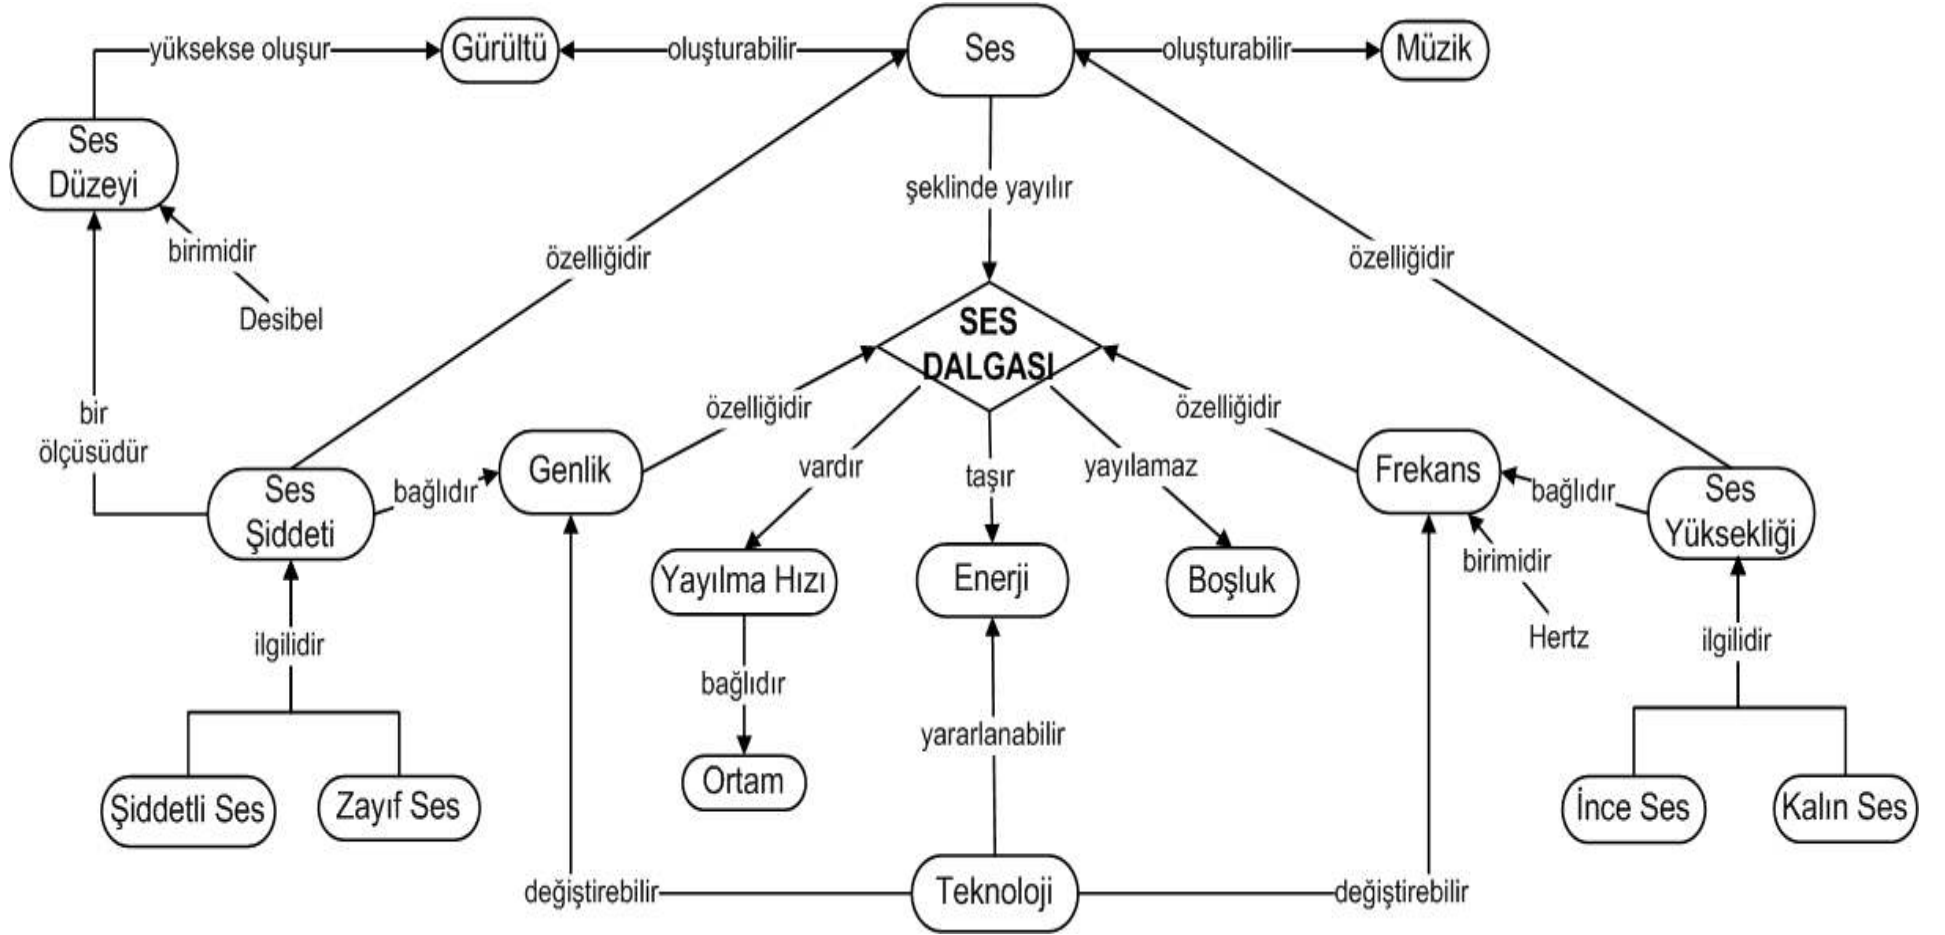 yüksekse oluşur
Gürültü
oluşturabilir
Ses
oluşturabilir
Müzik
Ses
Düzeyi
şeklinde yayılır
birimidir
özelliğidir
özelliğidir
Desibel
SES
DALGASI
bir
ölçüsüdür
özelliğidir
özelliğidir
Ses
Şiddeti
bağlıdır
Genlik
vardır
taşır
yayılamaz
Frekans
bağlıdır
Ses
Yüksekliği
Yayılma Hızı
Enerji
Boşluk
birimidir
Hertz
ilgilidir
ilgilidir
bağlıdır
yararlanabilir
Ortam
Şiddetli Ses
Zayıf Ses
İnce Ses
Kalın Ses
değiştirebilir
Teknoloji
değiştirebilir